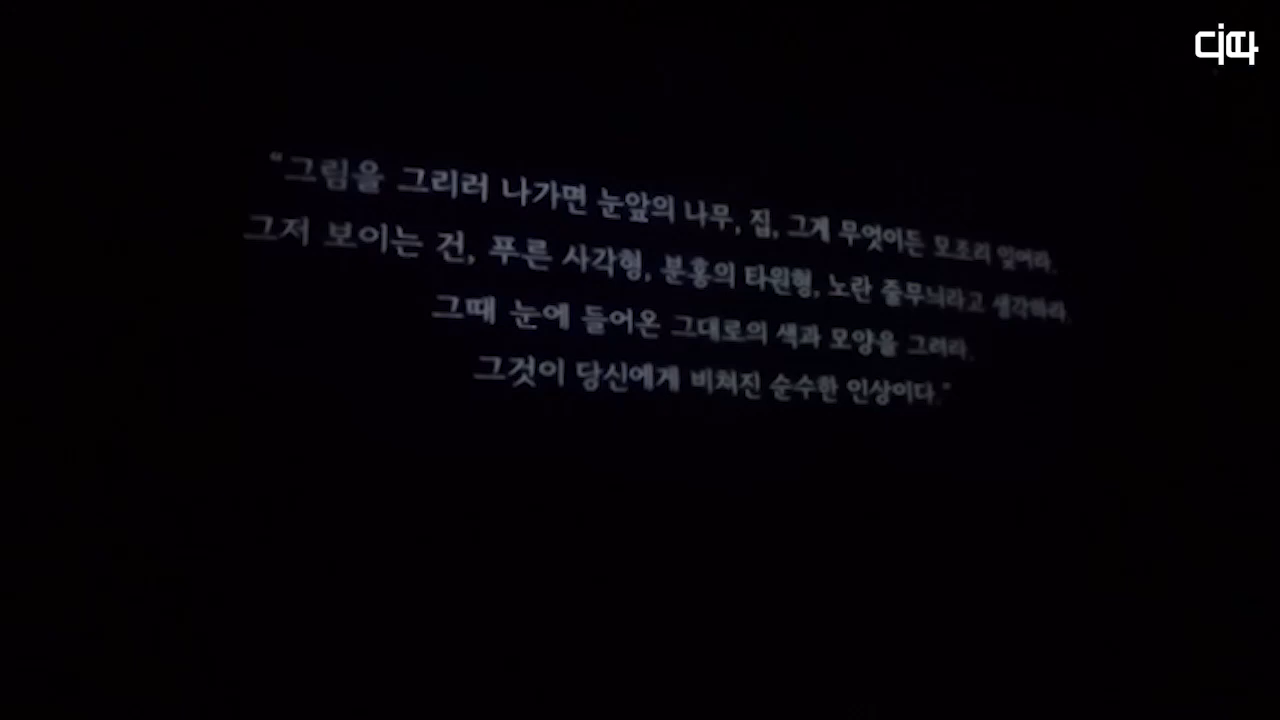 디따
“그림을 그리러 나가면 눈앞의 나무, 집, 그게 무엇이든 모조리 잊어라.
그저 보이는 건, 푸른 사각형, 분홍의 타원형, 노란 줄무늬라고 생각하라.
그때 눈에 들어온 그대로의 색과 모양을 그려라.
그것이 당신에게 비쳐진 순수한 인상이다.”